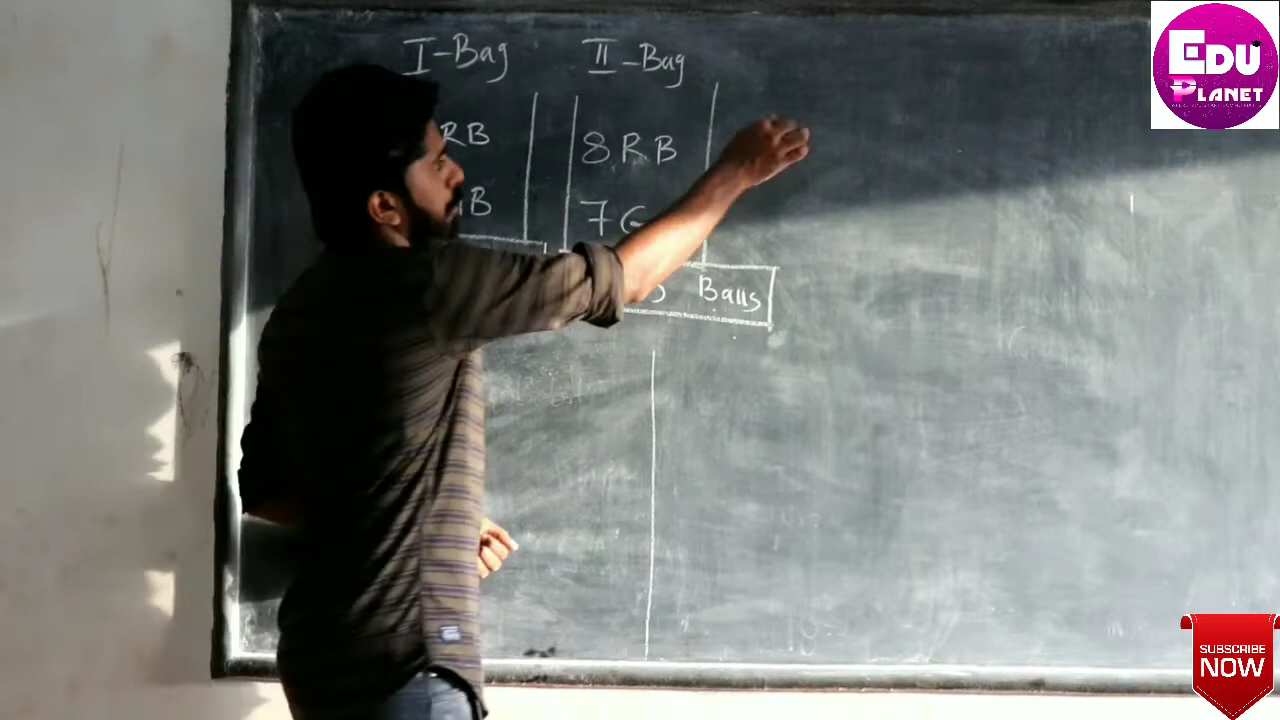 I-Bag II-Bag
RB 8 RB
B 7 G
Balls
EDU
PLANET
SUBSCRIBE
NOW